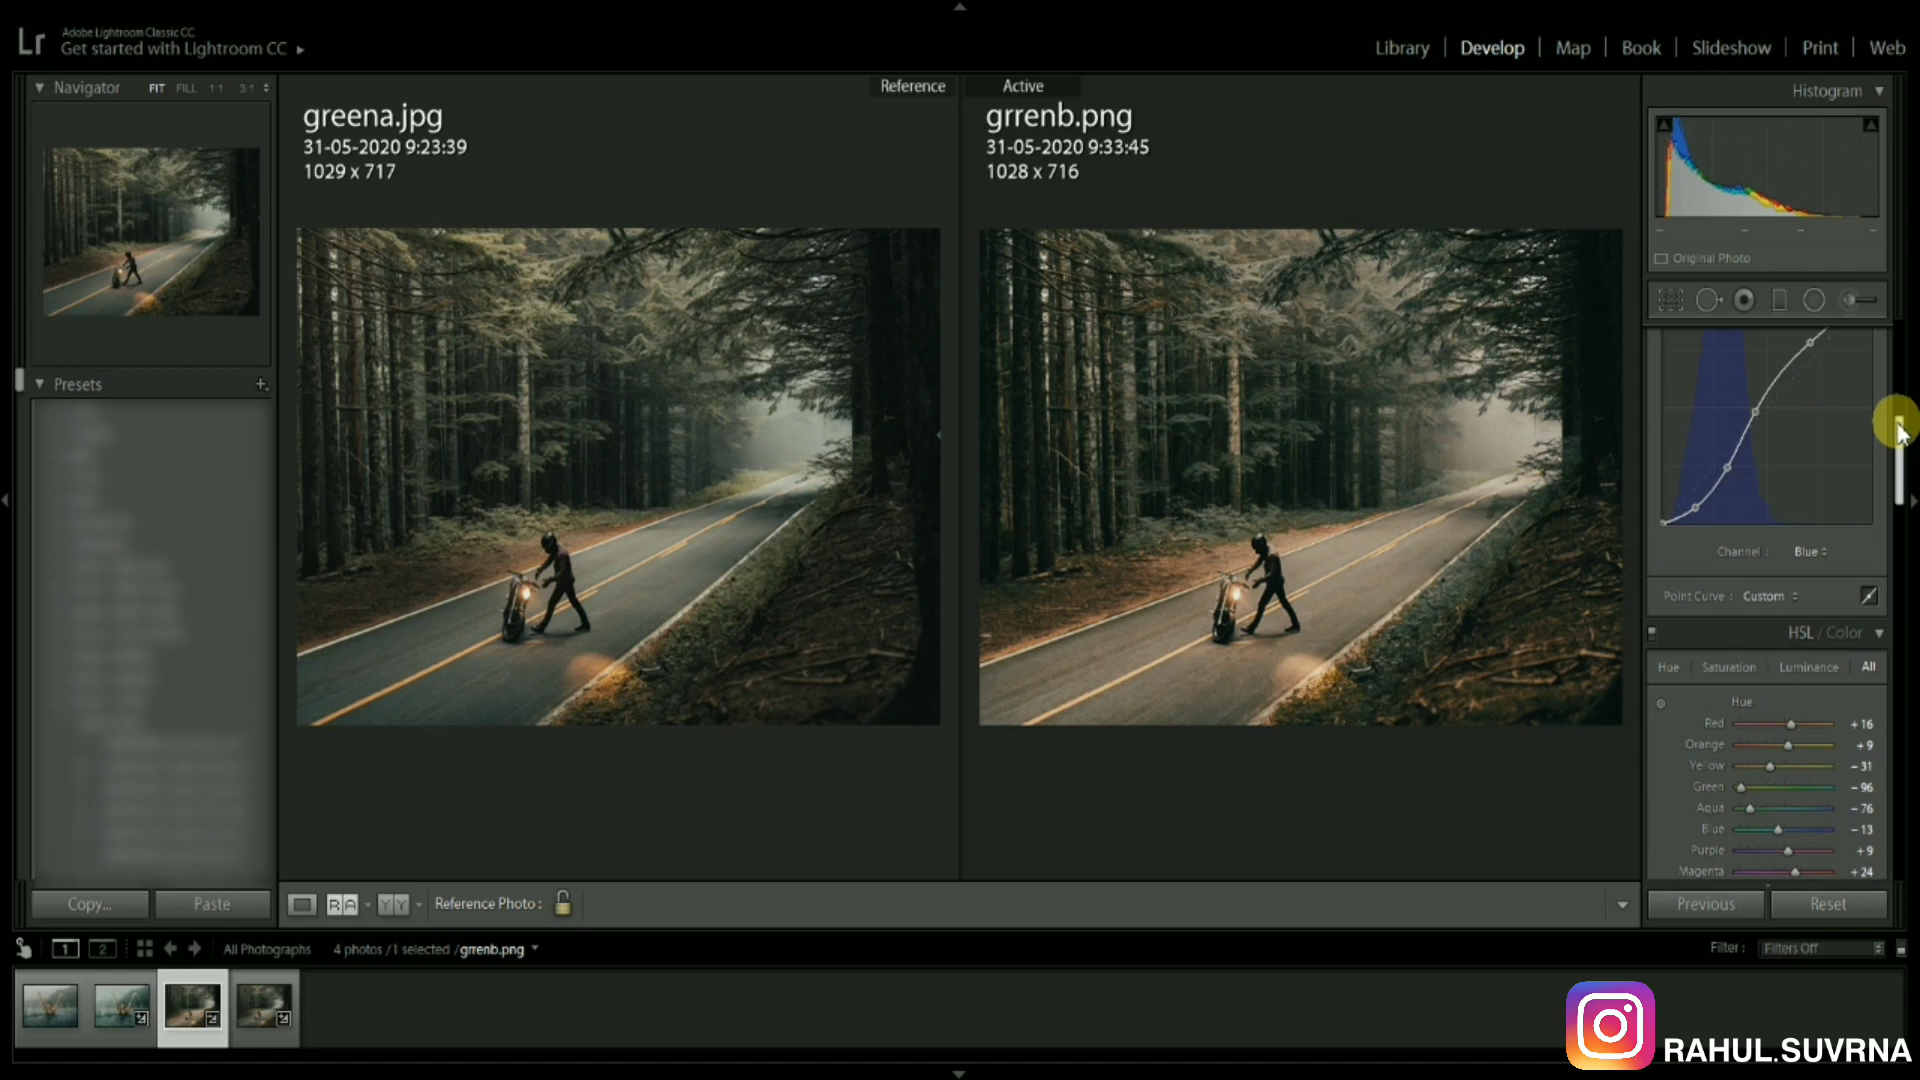 Lr
Adobe Lightroom Classic CC
Get started with Lightroom CC
Library
Develop
Map
Book
Slideshow
Print
Web
Navigator FIT FILL 1:1 3:1
Reference
greena.jpg
31-05-2020 9:23:39
1029 x 717
Active
grrenb.png
31-05-2020 9:33:45
1028 x 716
Histogram
Original Photo
Presets
Channel : Blue
Point Curve : Custom
HSL / Color
Hue Saturation Luminance All
Hue
Red +16
Orange +9
Yellow -31
Green -96
Aqua -76
Blue -13
Purple +9
Magenta +24
Copy...
Paste
RA
YY
Reference Photo :
Previous
Reset
1 2
All Photographs
4 photos / 1 selected / grrenb.png
Filter : Filters Off
RAHUL.SUVRNA